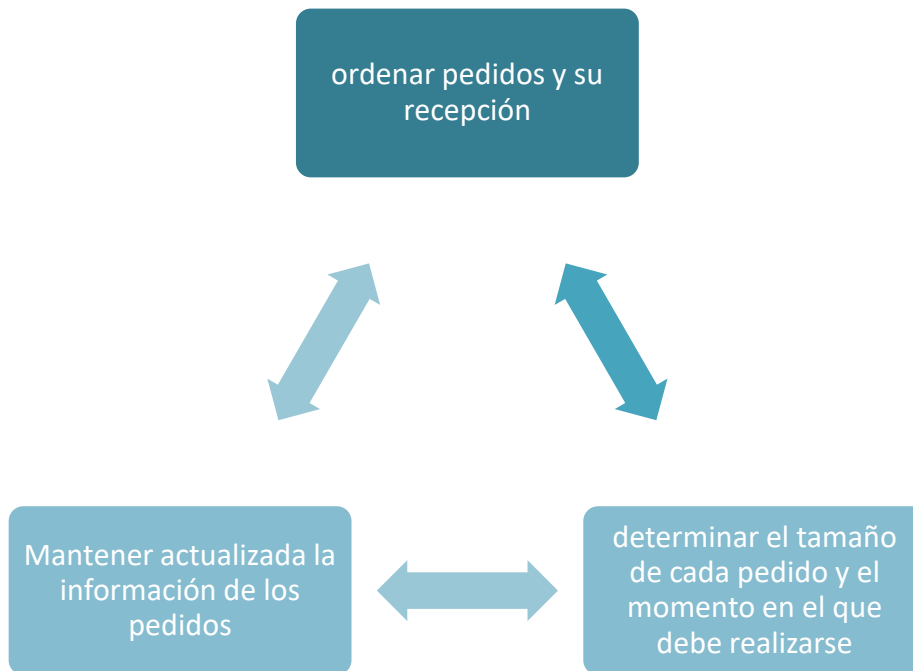 ordenar pedidos y su
recepción
Mantener actualizada la
información de los
pedidos
determinar el tamaño
de cada pedido y el
momento en el que
debe realizarse